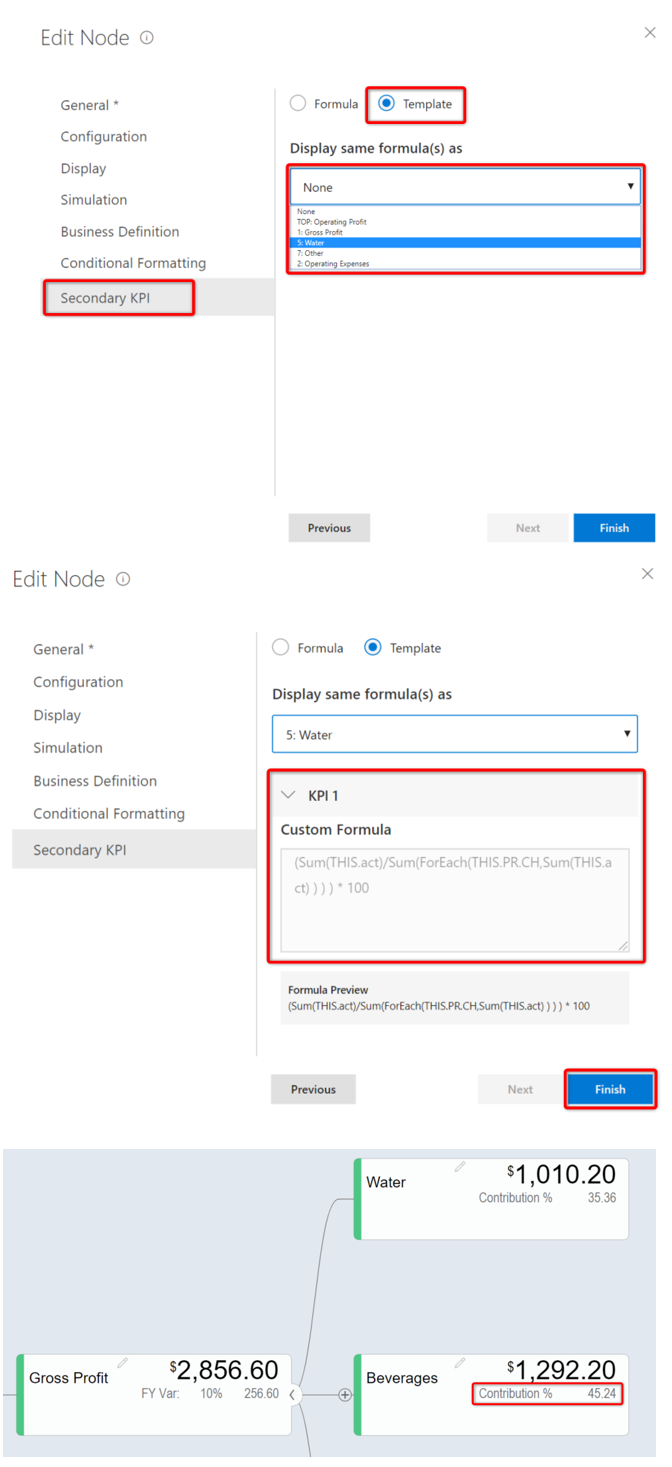 Edit Node
General *
Configuration
Display
Simulation
Business Definition
Conditional Formatting
Secondary KPI
Formula Template
Display same formula(s) as
None
None
TOP: Operating Profit
1: Gross Profit
5: Water
7: Other
2: Operating Expenses
Previous Next Finish
Edit Node
General *
Configuration
Display
Simulation
Business Definition
Conditional Formatting
Secondary KPI
Formula Template
Display same formula(s) as
5: Water
KPI 1
Custom Formula
(Sum(THIS.act)/Sum(ForEach(THIS.PR.CH,Sum(THIS.a
ct) ) ) ) * 100
Formula Preview
(Sum(THIS.act)/Sum(ForEach(THIS.PR.CH,Sum(THIS.act) ) ) ) * 100
Previous Next Finish
Water $1,010.20
Contribution % 35.36
Gross Profit $2,856.60
FY Var: 10% 256.60
Beverages $1,292.20
Contribution % 45.24